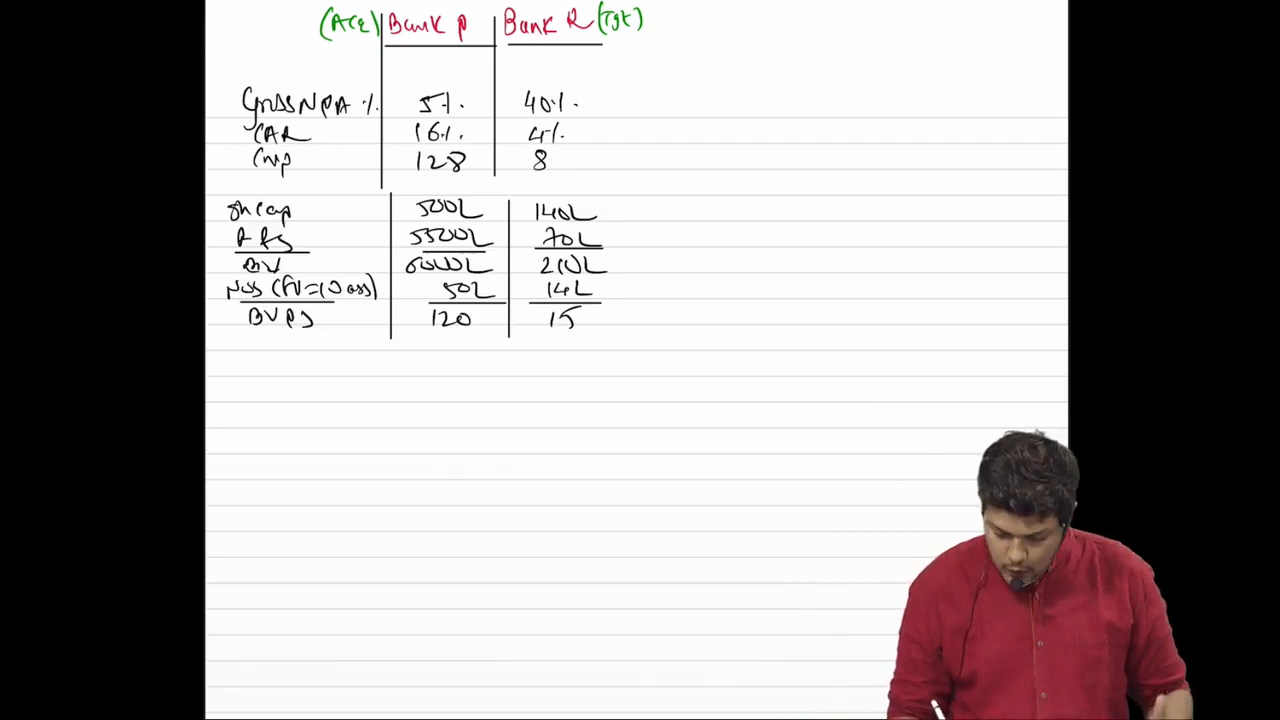 (Acq) Bank P Bank R (Tgt)
Gross NPA % 5% 40%
CAR 16% 4%
Cmp 128 8
Sh Cap 500L 140L
R & S 5500L 70L
BV 6000L 210L
NOS (FV=10 ass) 50L 14L
BVPS 120 15